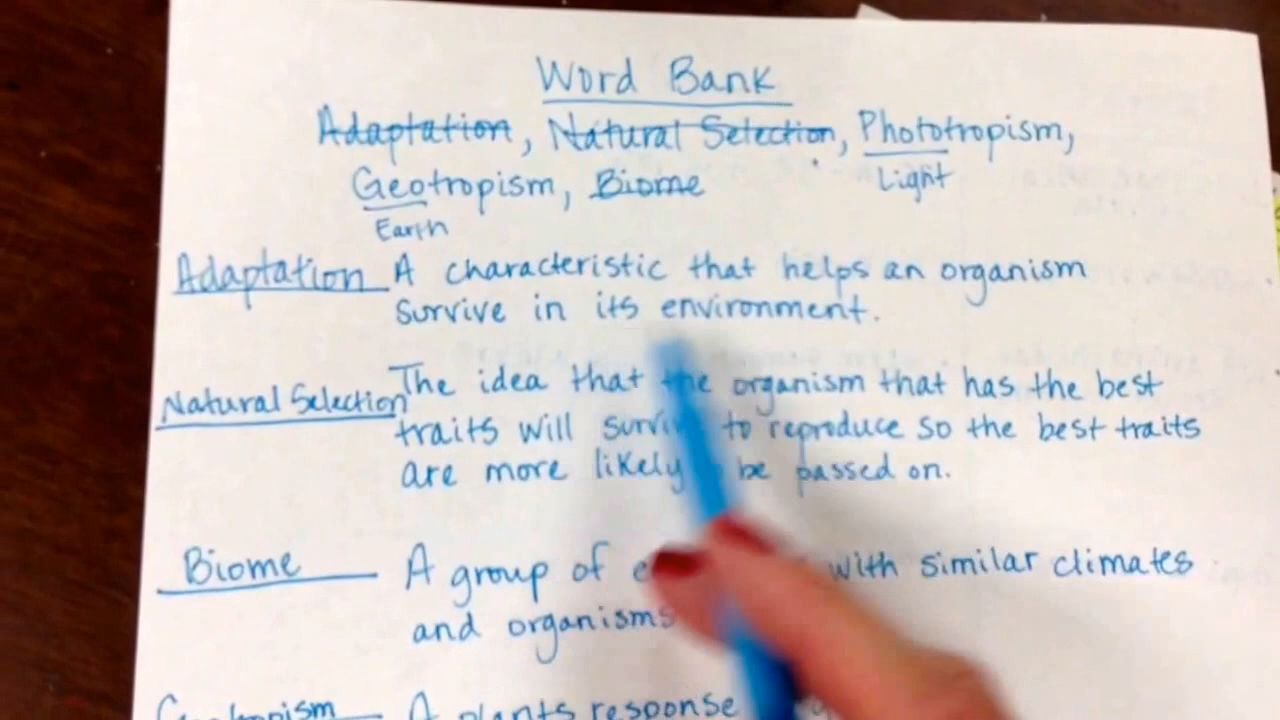 Word Bank
Adaptation, Natural Selection, Phototropism,
Light
Geotropism, Biome
Earth
Adaptation A characteristic that helps an organism
survive in its environment.
Natural Selection The idea that the organism that has the best
traits will to reproduce so the best traits
are more likely be passed on.
Biome A group of with similar climates
and organisms
A plants response